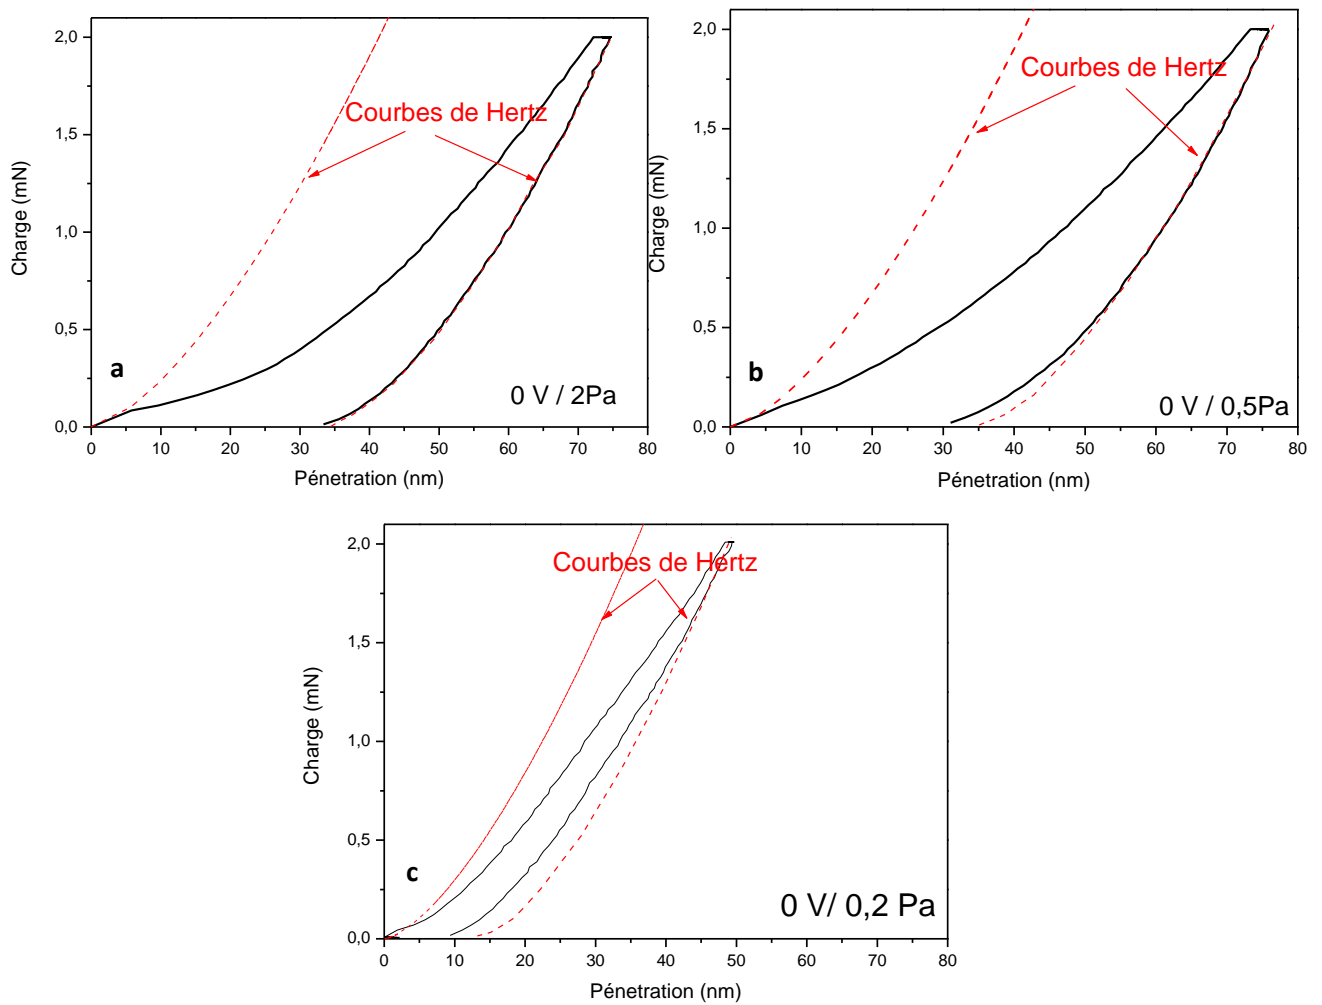 2,0
1,5
1,0
0,5
0,0
Charge (mN)
Courbes de Hertz
a
0 V / 2Pa
0 10 20 30 40 50 60 70 80
Pénetration (nm)
2,0
1,5
1,0
0,5
0,0
Charge (mN)
Courbes de Hertz
b
0 V / 0,5Pa
0 10 20 30 40 50 60 70 80
Pénetration (nm)
2,0
1,5
1,0
0,5
0,0
Charge (mN)
Courbes de Hertz
c
0 V/ 0,2 Pa
0 10 20 30 40 50 60 70 80
Pénetration (nm)